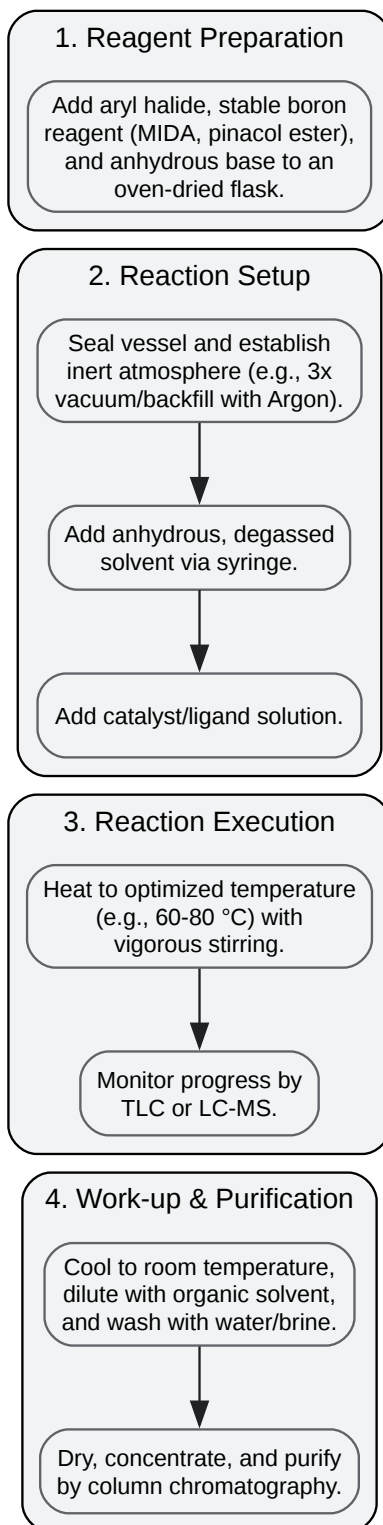 1. Reagent Preparation
Add aryl halide, stable boron
reagent (MIDA, pinacol ester),
and anhydrous base to an
oven-dried flask.
2. Reaction Setup
Seal vessel and establish
inert atmosphere (e.g., 3x
vacuum/backfill with Argon).
Add anhydrous, degassed
solvent via syringe.
Add catalyst/ligand solution.
3. Reaction Execution
Heat to optimized temperature
(e.g., 60-80 °C) with
vigorous stirring.
Monitor progress by
TLC or LC-MS.
4. Work-up & Purification
Cool to room temperature,
dilute with organic solvent,
and wash with water/brine.
Dry, concentrate, and purify
by column chromatography.